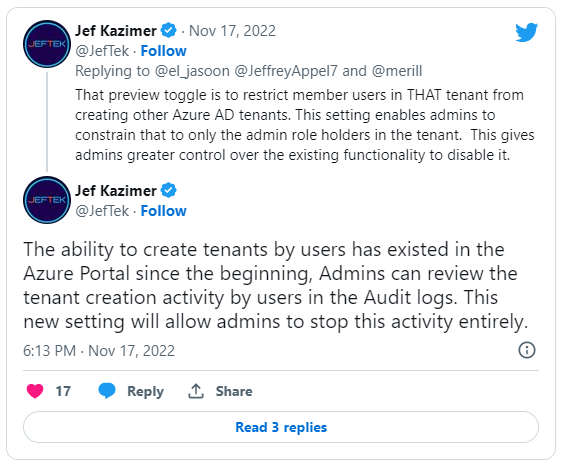 JEFTEK
Jef Kazimer · Nov 17, 2022
@JefTek · Follow
Replying to @el_jasoon @JeffreyAppel7 and @merill
That preview toggle is to restrict member users in THAT tenant from
creating other Azure AD tenants. This setting enables admins to
constrain that to only the admin role holders in the tenant.  This gives
admins greater control over the existing functionality to disable it.
JEFTEK
Jef Kazimer
@JefTek · Follow
The ability to create tenants by users has existed in the
Azure Portal since the beginning, Admins can review the
tenant creation activity by users in the Audit logs. This
new setting will allow admins to stop this activity entirely.
6:13 PM · Nov 17, 2022
17 Reply Share
Read 3 replies